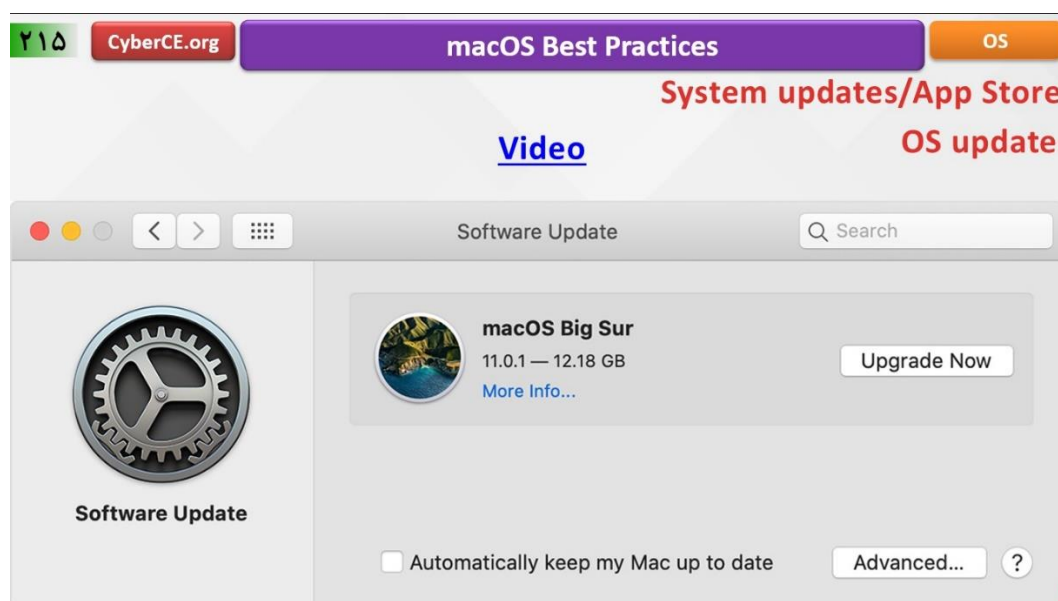 ۲۱۵ CyberCE.org macOS Best Practices OS
System updates/App Store
Video OS update
Software Update Search
macOS Big Sur
11.0.1 — 12.18 GB Upgrade Now
More Info...
Software Update
Automatically keep my Mac up to date Advanced... ?